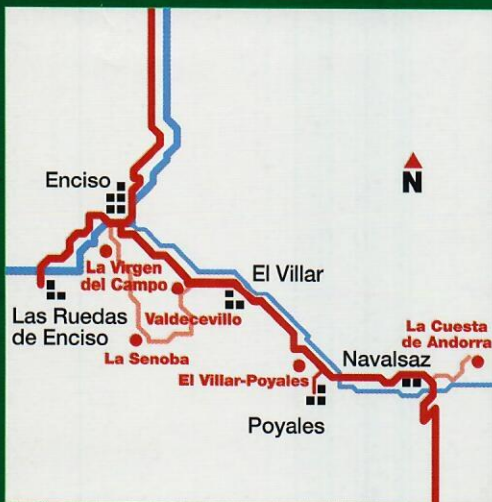 N
Enciso
La Virgen
del Campo
El Villar
Las Ruedas
de Enciso
Valdecevillo
La Senoba
La Cuesta
de Andorra
Navalsaz
El Villar-Poyales
Poyales